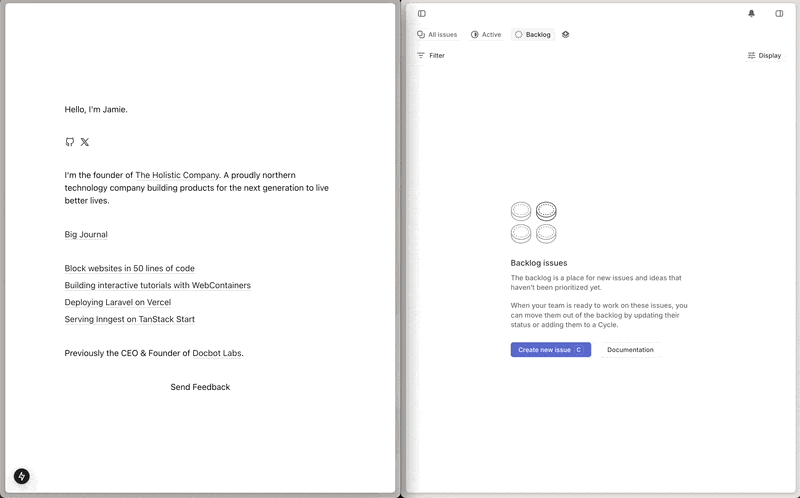 Hello, I'm Jamie.
I'm the founder of The Holistic Company. A proudly northern
technology company building products for the next generation to live
better lives.
Big Journal
Block websites in 50 lines of code
Building interactive tutorials with WebContainers
Deploying Laravel on Vercel
Serving Inngest on TanStack Start
Previously the CEO & Founder of Docbot Labs.
Send Feedback
All issues
Active
Backlog
Filter
Display
Backlog issues
The backlog is a place for new issues and ideas that
haven't been prioritized yet.
When your team is ready to work on these issues, you
can move them out of the backlog by updating their
status or adding them to a Cycle.
Create new issue C
Documentation